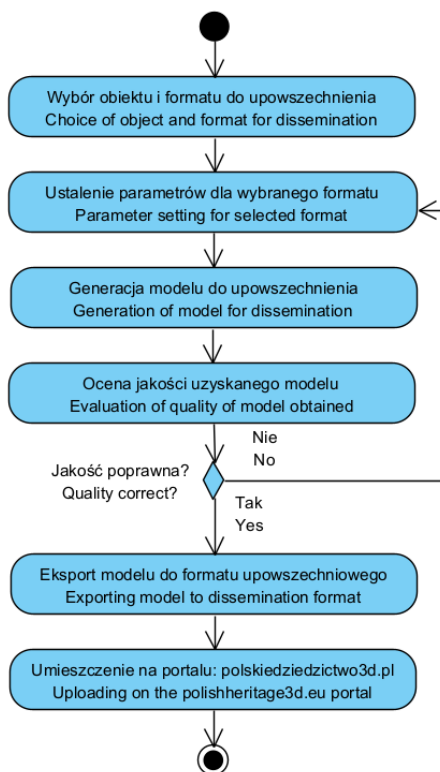 Wybór obiektu i formatu do upowszechnienia
Choice of object and format for dissemination
Ustalenie parametrów dla wybranego formatu
Parameter setting for selected format
Generacja modelu do upowszechnienia
Generation of model for dissemination
Ocena jakości uzyskanego modelu
Evaluation of quality of model obtained
Nie
No
Jakość poprawna?
Quality correct?
Tak
Yes
Eksport modelu do formatu upowszechniowego
Exporting model to dissemination format
Umieszczenie na portalu: polskiedziedzictwo3d.pl
Uploading on the polishheritage3d.eu portal